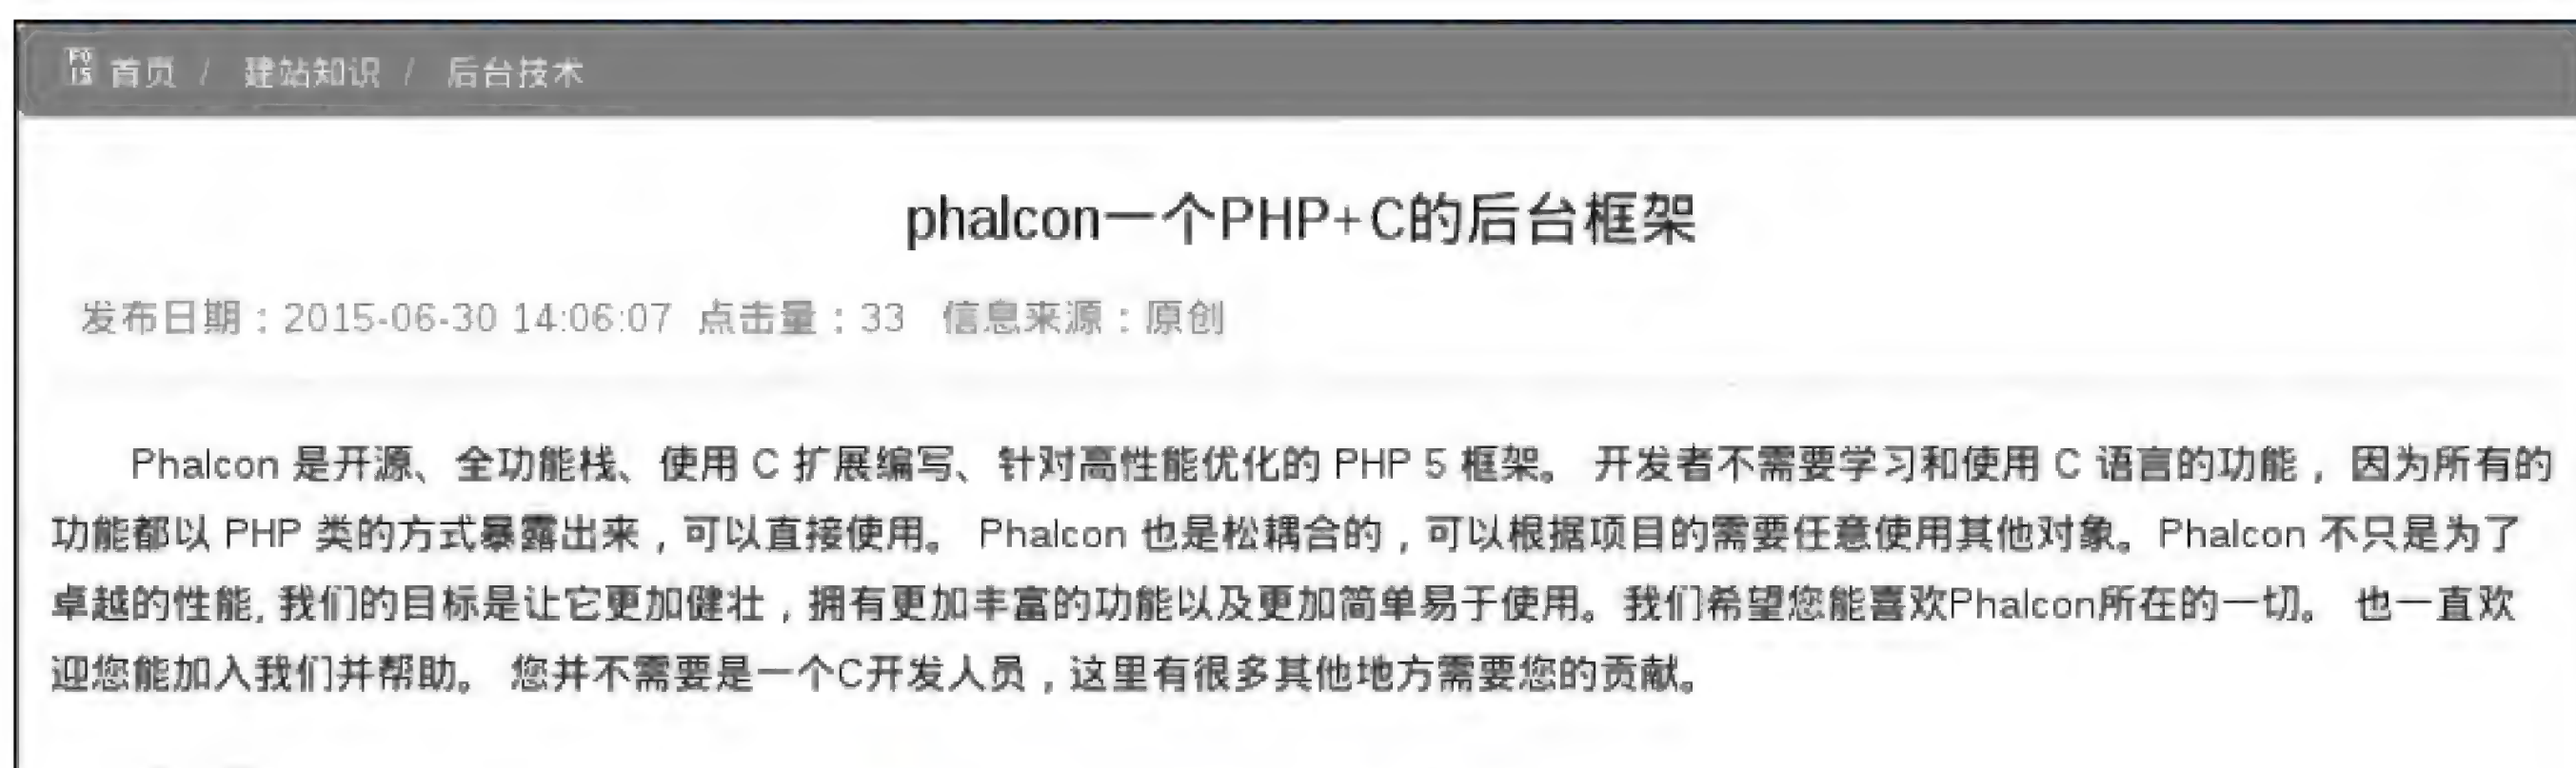 首页 / 建站知识 / 后台技术
phalcon一个PHP+C的后台框架
发布日期：2015-06-30 14:06:07 点击量：33 信息来源：原创
Phalcon 是开源、全功能栈、使用 C 扩展编写、针对高性能优化的 PHP 5 框架。 开发者不需要学习和使用 C 语言的功能，因为所有的
功能都以 PHP 类的方式暴露出来，可以直接使用。 Phalcon 也是松耦合的，可以根据项目的需要任意使用其他对象。Phalcon 不只是为了
卓越的性能, 我们的目标是让它更加健壮，拥有更加丰富的功能以及更加简单易于使用。我们希望您能喜欢Phalcon所在的一切。 也一直欢
迎您能加入我们并帮助。 您并不需要是一个C开发人员，这里有很多其他地方需要您的贡献。